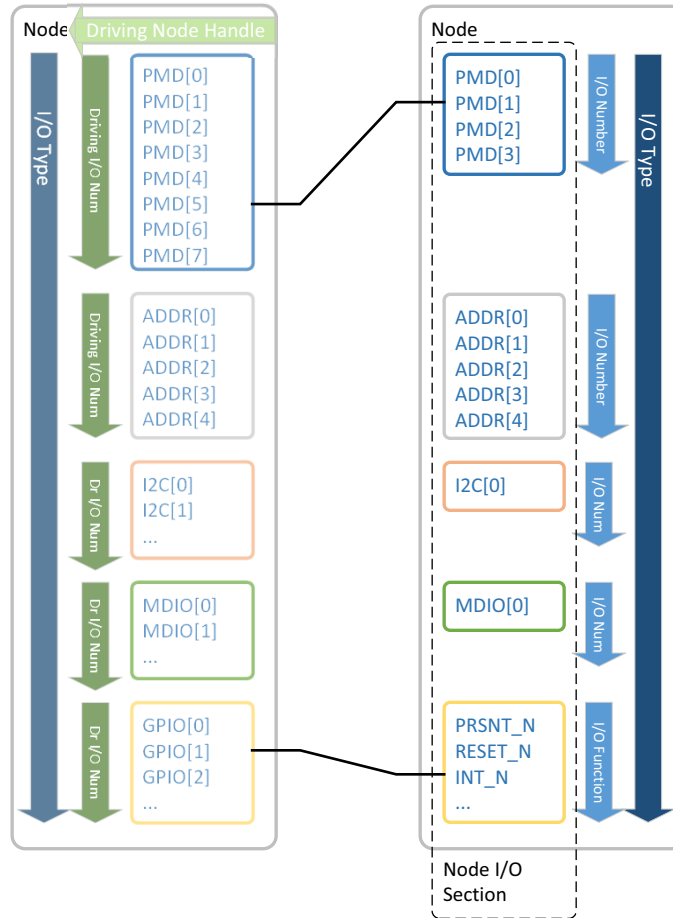 Node
Driving Node Handle
I/O Type
Driving I/O Num
PMD[0]
PMD[1]
PMD[2]
PMD[3]
PMD[4]
PMD[5]
PMD[6]
PMD[7]
Driving I/O Num
ADDR[0]
ADDR[1]
ADDR[2]
ADDR[3]
ADDR[4]
Dr I/O Num
I2C[0]
I2C[1]
...
Dr I/O Num
MDIO[0]
MDIO[1]
...
Dr I/O Num
GPIO[0]
GPIO[1]
GPIO[2]
...
Node
PMD[0]
PMD[1]
PMD[2]
PMD[3]
I/O Number
I/O Type
ADDR[0]
ADDR[1]
ADDR[2]
ADDR[3]
ADDR[4]
I/O Number
I2C[0]
I/O Num
MDIO[0]
I/O Num
PRSNT_N
RESET_N
INT_N
...
I/O Function
Node I/O
Section